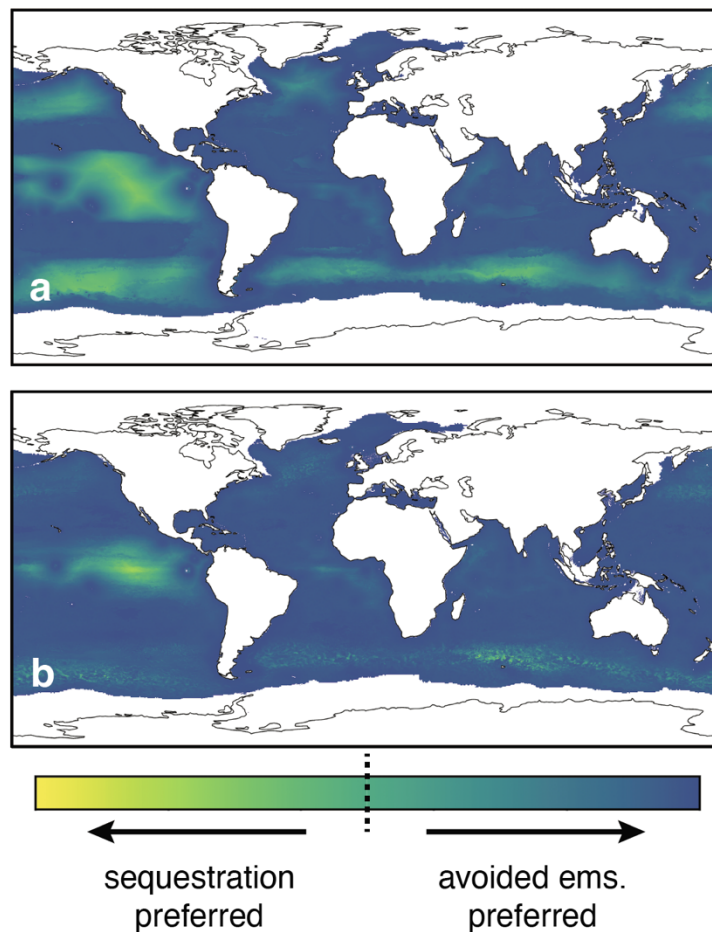 a
b
sequestration
preferred
avoided ems.
preferred